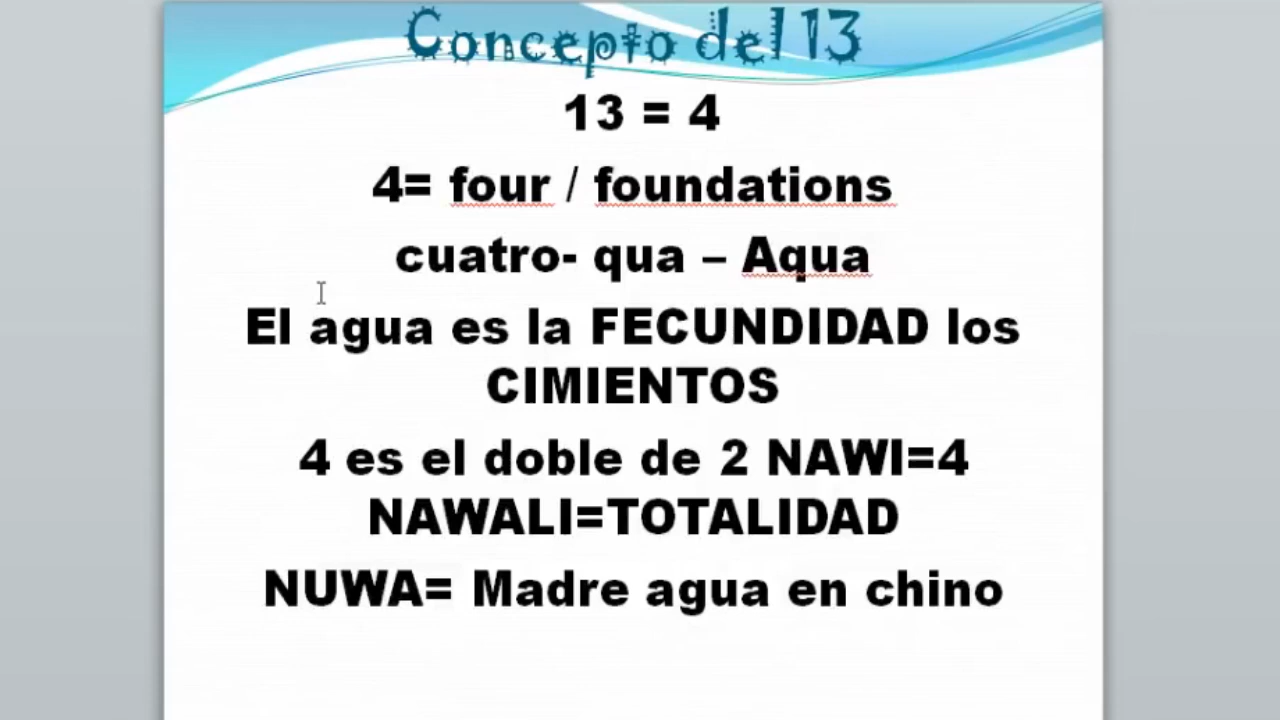 Concepto del 13
13 = 4
4= four / foundations
cuatro- qua – Aqua
El agua es la FECUNDIDAD los
CIMIENTOS
4 es el doble de 2 NAWI=4
NAWALI=TOTALIDAD
NUWA= Madre agua en chino